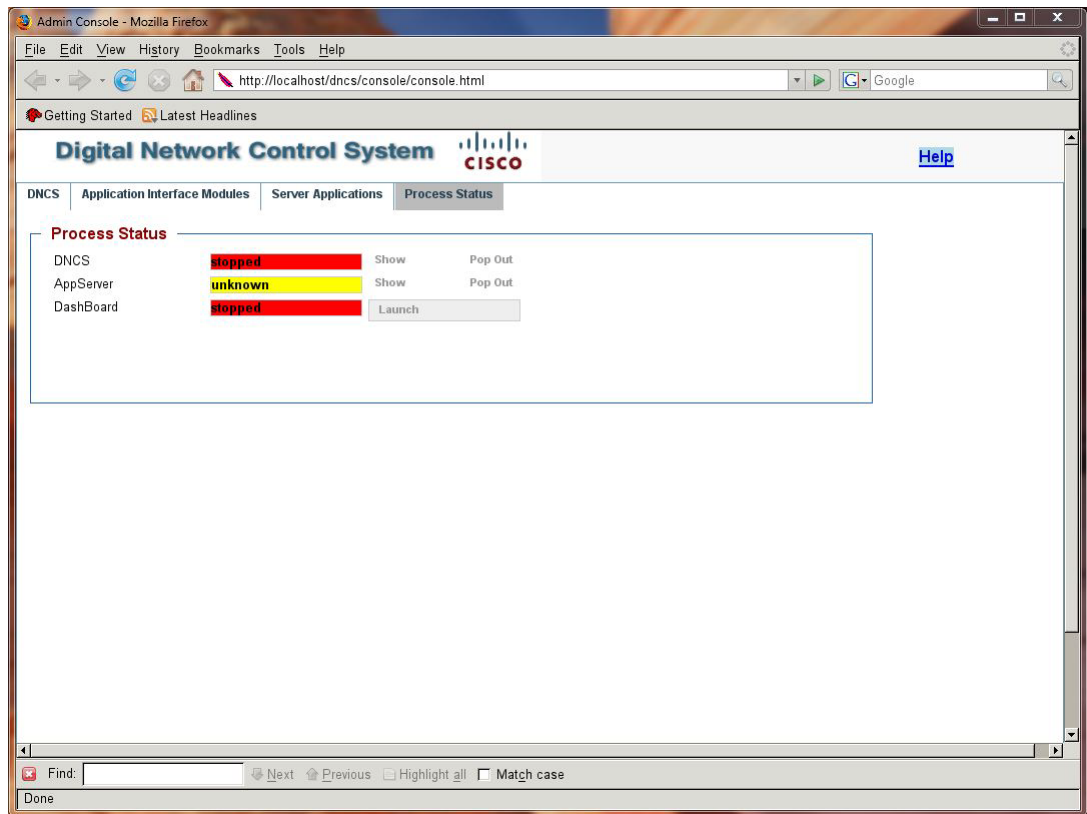 Admin Console - Mozilla Firefox
File Edit View History Bookmarks Tools Help
http://localhost/dncs/console/console.html
G Google
Getting Started Latest Headlines
Digital Network Control System CISCO Help
DNCS Application Interface Modules Server Applications Process Status
Process Status
DNCS stopped Show Pop Out
AppServer unknown Show Pop Out
DashBoard stopped Launch
Find: Next Previous Highlight all Match case
Done